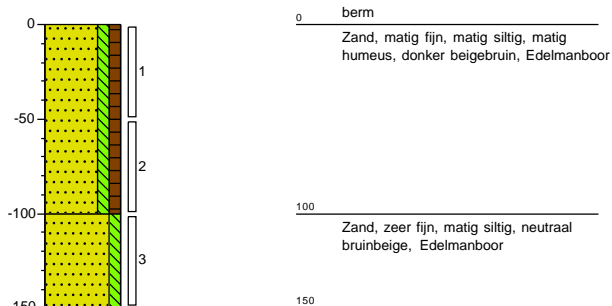 0
-50
-100
-150
1
2
3
0
berm
Zand, matig fijn, matig siltig, matig
humeus, donker beigebruin, Edelmanboor
100
Zand, zeer fijn, matig siltig, neutraal
bruinbeige, Edelmanboor
150